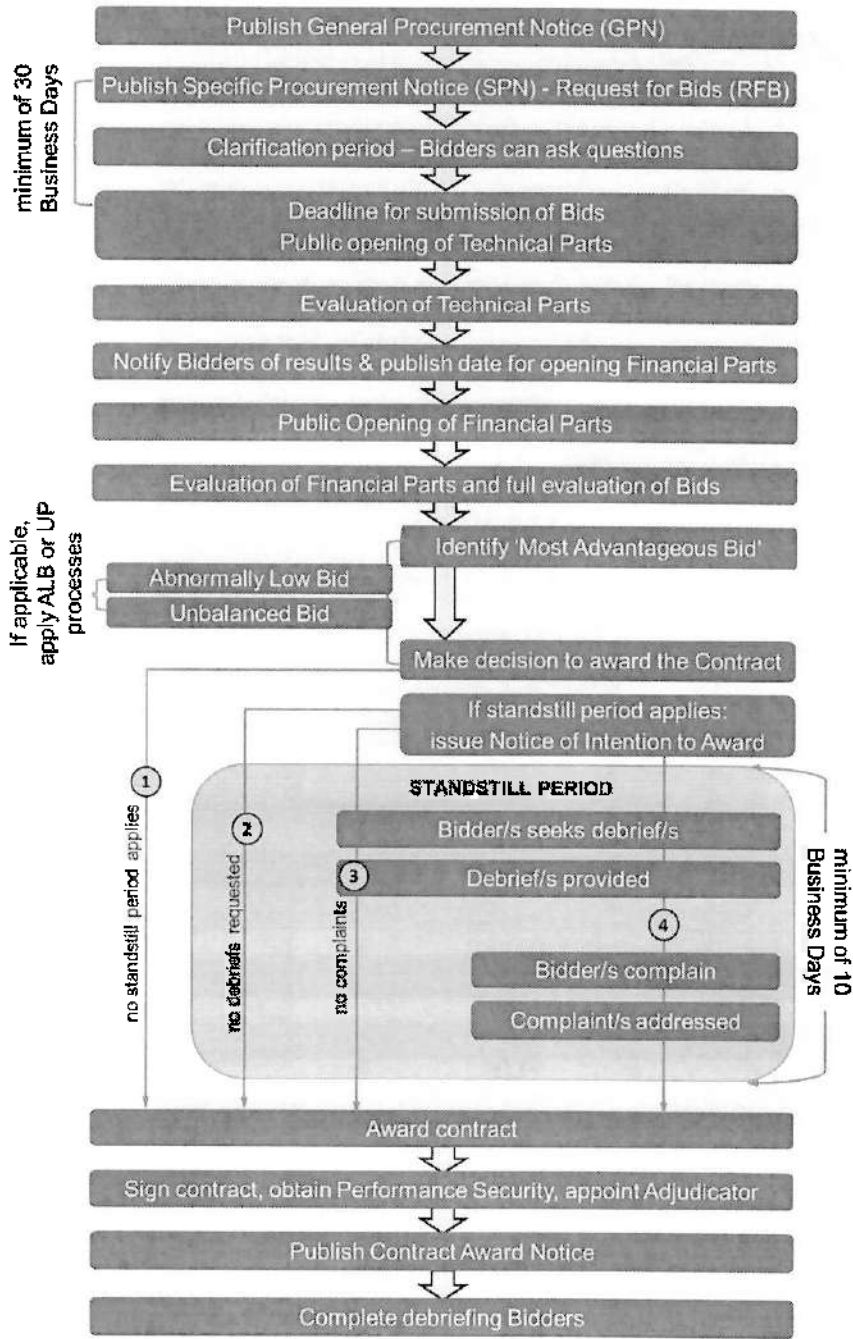 Publish General Procurement Notice (GPN)
minimum of 30
Business Days
Publish Specific Procurement Notice (SPN) - Request for Bids (RFB)
Clarification period – Bidders can ask questions
Deadline for submission of Bids
Public opening of Technical Parts
Evaluation of Technical Parts
Notify Bidders of results & publish date for opening Financial Parts
Public Opening of Financial Parts
Evaluation of Financial Parts and full evaluation of Bids
If applicable,
apply ALB or UP
processes
Identify 'Most Advantageous Bid'
Abnormally Low Bid
Unbalanced Bid
Make decision to award the Contract
If standstill period applies:
issue Notice of Intention to Award
1
no standstill period applies
STANDSTILL PERIOD
2
no debriefs requested
Bidder/s seeks debrief/s
3
no complaints
Debrief/s provided
4
Bidder/s complain
Complaint/s addressed
minimum of 10
Business Days
Award contract
Sign contract, obtain Performance Security, appoint Adjudicator
Publish Contract Award Notice
Complete debriefing Bidders